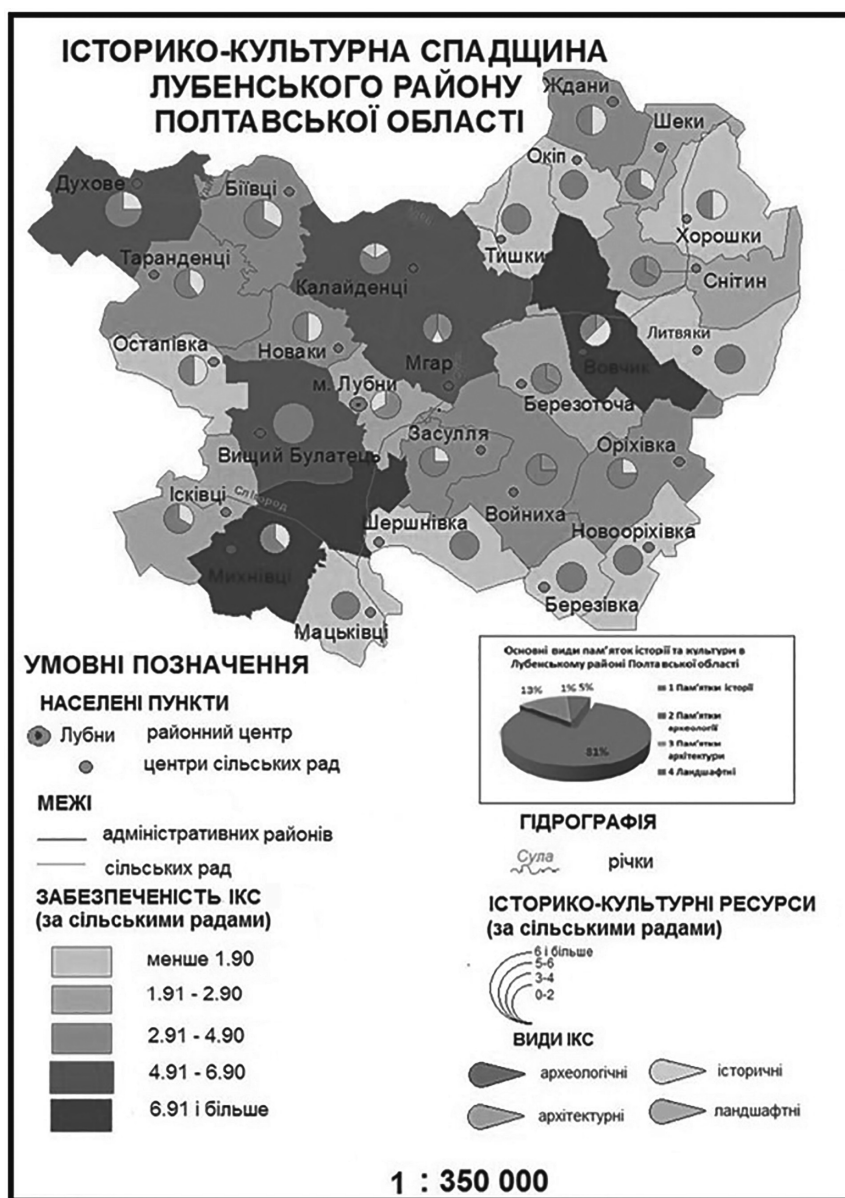 ІСТОРИКО-КУЛЬТУРНА СПАДЩИНА
ЛУБЕНСЬКОГО РАЙОНУ
ПОЛТАВСЬКОЇ ОБЛАСТІ
Ждани
Шеки
Окіп
Духове
Біївці
Хорошки
Тишки
Таранденці
Калайденці
Снітин
Остапівка
Новаки
Мгар
Литвяки
Вовчик
м. Лубни
Березоточа
Засулля
Оріхівка
Вищий Булатець
Ісківці
Сліпород
Войниха
Шершнівка
Новооріхівка
Михнівці
Березівка
Мацьківці
УМОВНІ ПОЗНАЧЕННЯ
НАСЕЛЕНІ ПУНКТИ
Лубни районний центр
центри сільських рад
МЕЖІ
адміністративних районів
сільських рад
ЗАБЕЗПЕЧЕНІСТЬ ІКС
(за сільськими радами)
менше 1.90
1.91 - 2.90
2.91 - 4.90
4.91 - 6.90
6.91 і більше
Основні види пам'яток історії та культури в
Лубенському районі Полтавської області
13%
1%
5%
81%
1 Пам'ятки історії
2 Пам'ятки
археології
3 Пам'ятки
архітектури
4 Ландшафтні
ГІДРОГРАФІЯ
Сула річки
ІСТОРИКО-КУЛЬТУРНІ РЕСУРСИ
(за сільськими радами)
6 і більше
5-6
3-4
0-2
ВИДИ ІКС
археологічні
історичні
архітектурні
ландшафтні
1 : 350 000